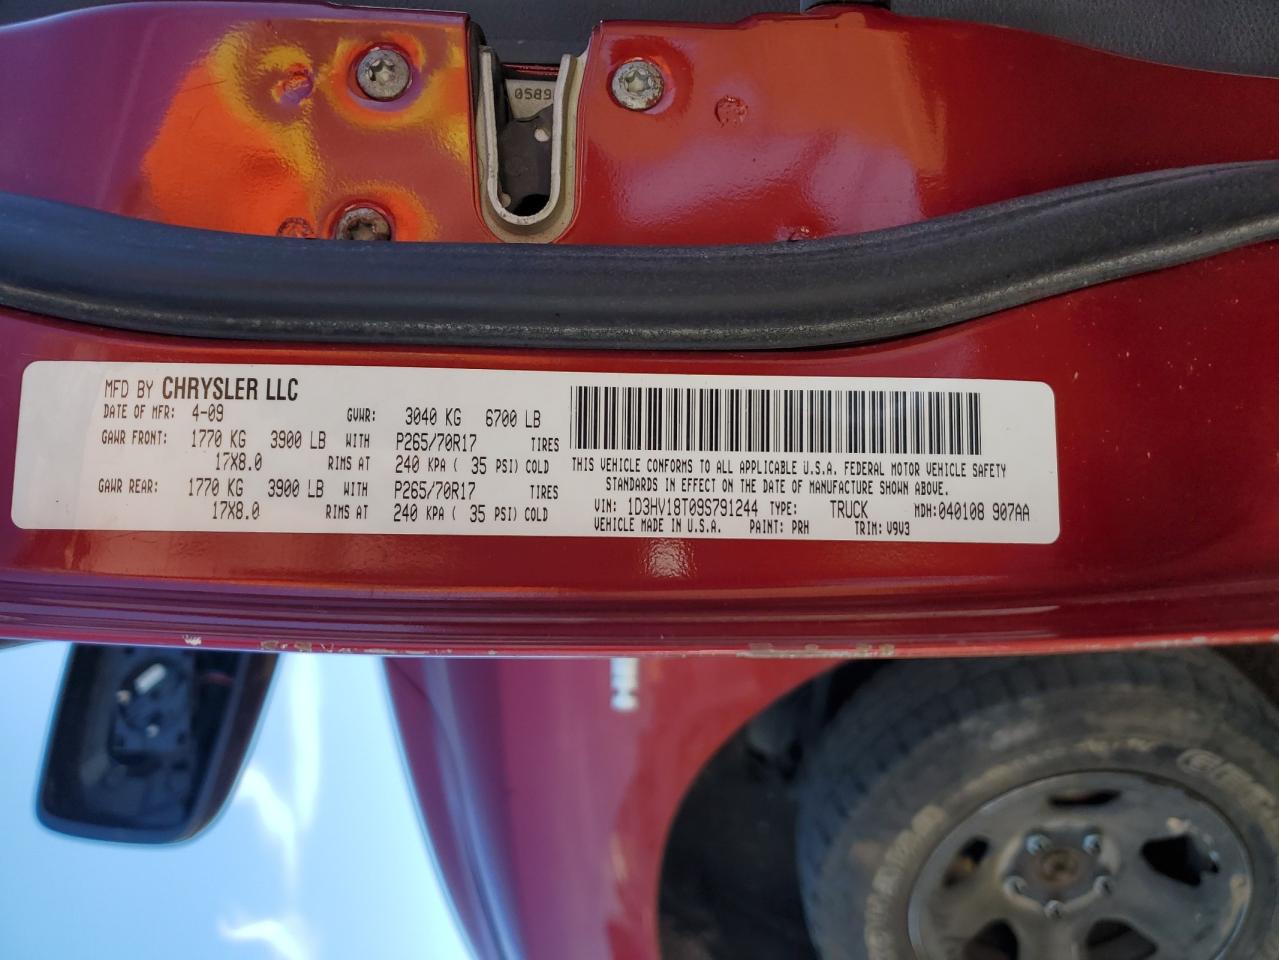 0589
MFD BY CHRYSLER LLC
DATE OF MFR: 4-09 GVWR: 3040 KG 6700 LB
GAWR FRONT: 1770 KG 3900 LB WITH P265/70R17 TIRES
17X8.0 RIMS AT 240 KPA ( 35 PSI) COLD
GAWR REAR: 1770 KG 3900 LB WITH P265/70R17 TIRES
17X8.0 RIMS AT 240 KPA ( 35 PSI) COLD
THIS VEHICLE CONFORMS TO ALL APPLICABLE U.S.A. FEDERAL MOTOR VEHICLE SAFETY
STANDARDS IN EFFECT ON THE DATE OF MANUFACTURE SHOWN ABOVE.
VIN: 1D3HV18T09S791244 TYPE: TRUCK MDH:040108 907AA
VEHICLE MADE IN U.S.A. PAINT: PRH TRIM: V9V3